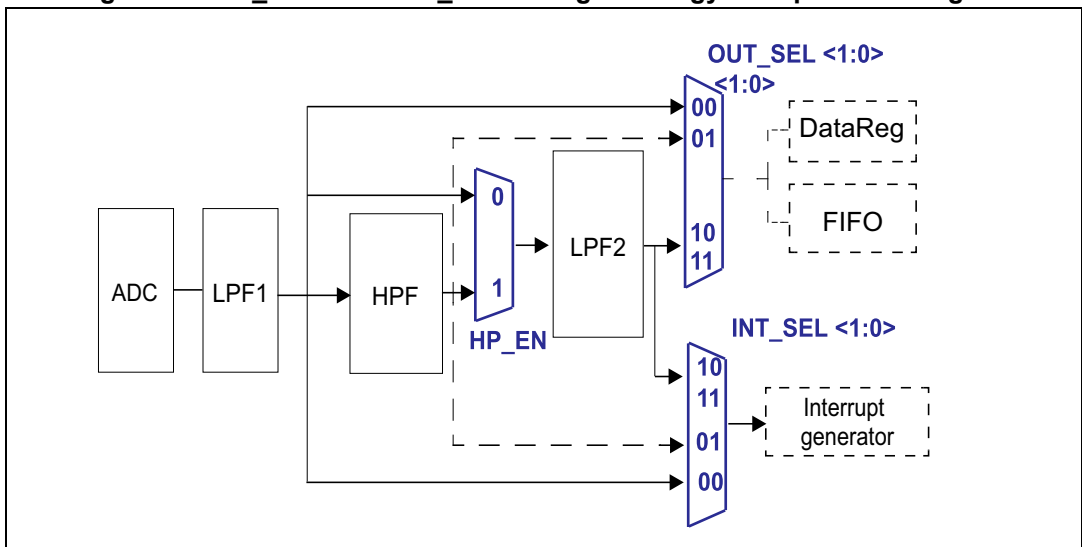 OUT_SEL <1:0>
<1:0>
00
01
DataReg
0
10
11
FIFO
ADC
LPF1
HPF
1
LPF2
HP_EN
INT_SEL <1:0>
10
11
01
00
Interrupt
generator